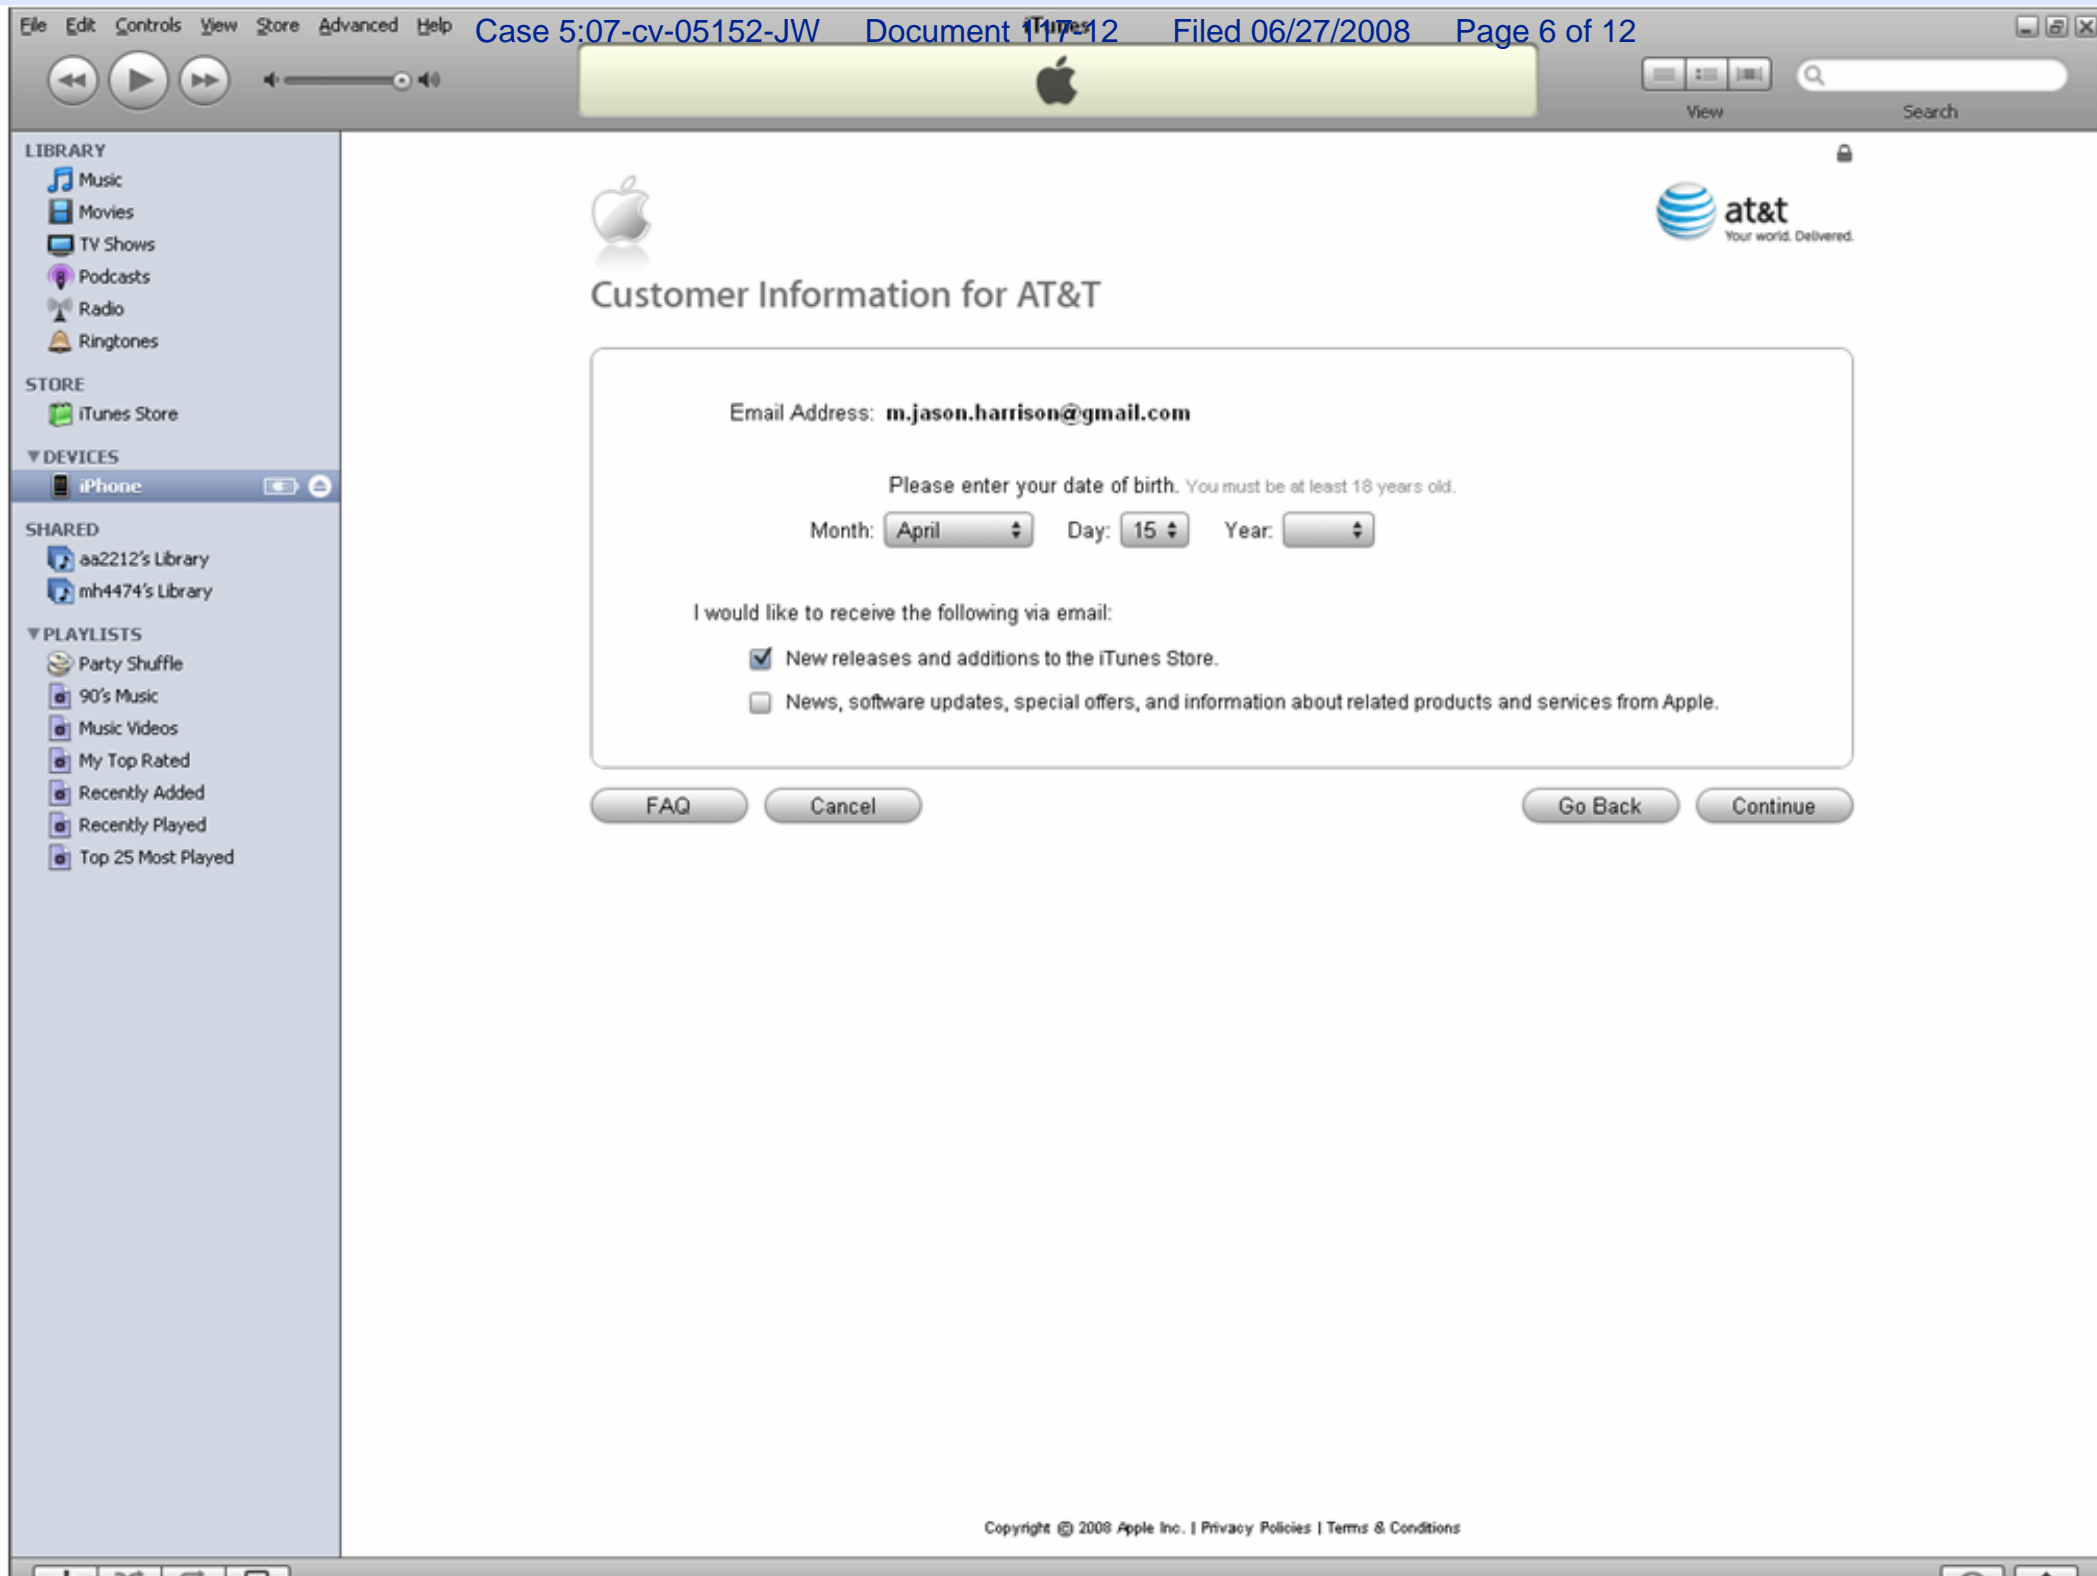 File Edit Controls View Store Advanced Help
iTunes
Case 5:07-cv-05152-JW Document 117-12 Filed 06/27/2008 Page 6 of 12
View
Search
LIBRARY
Music
Movies
TV Shows
Podcasts
Radio
Ringtones
STORE
iTunes Store
DEVICES
iPhone
SHARED
aa2212's Library
mh4474's Library
PLAYLISTS
Party Shuffle
90's Music
Music Videos
My Top Rated
Recently Added
Recently Played
Top 25 Most Played
at&t
Your world. Delivered.
Customer Information for AT&T
Email Address: m.jason.harrison@gmail.com
Please enter your date of birth. You must be at least 18 years old.
Month: April Day: 15 Year:
I would like to receive the following via email:
New releases and additions to the iTunes Store.
News, software updates, special offers, and information about related products and services from Apple.
FAQ Cancel Go Back Continue
Copyright © 2008 Apple Inc. | Privacy Policies | Terms & Conditions